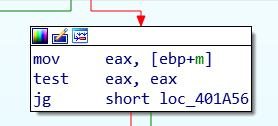 mov eax, [ebp+m]
test eax, eax
jg short loc_401A56